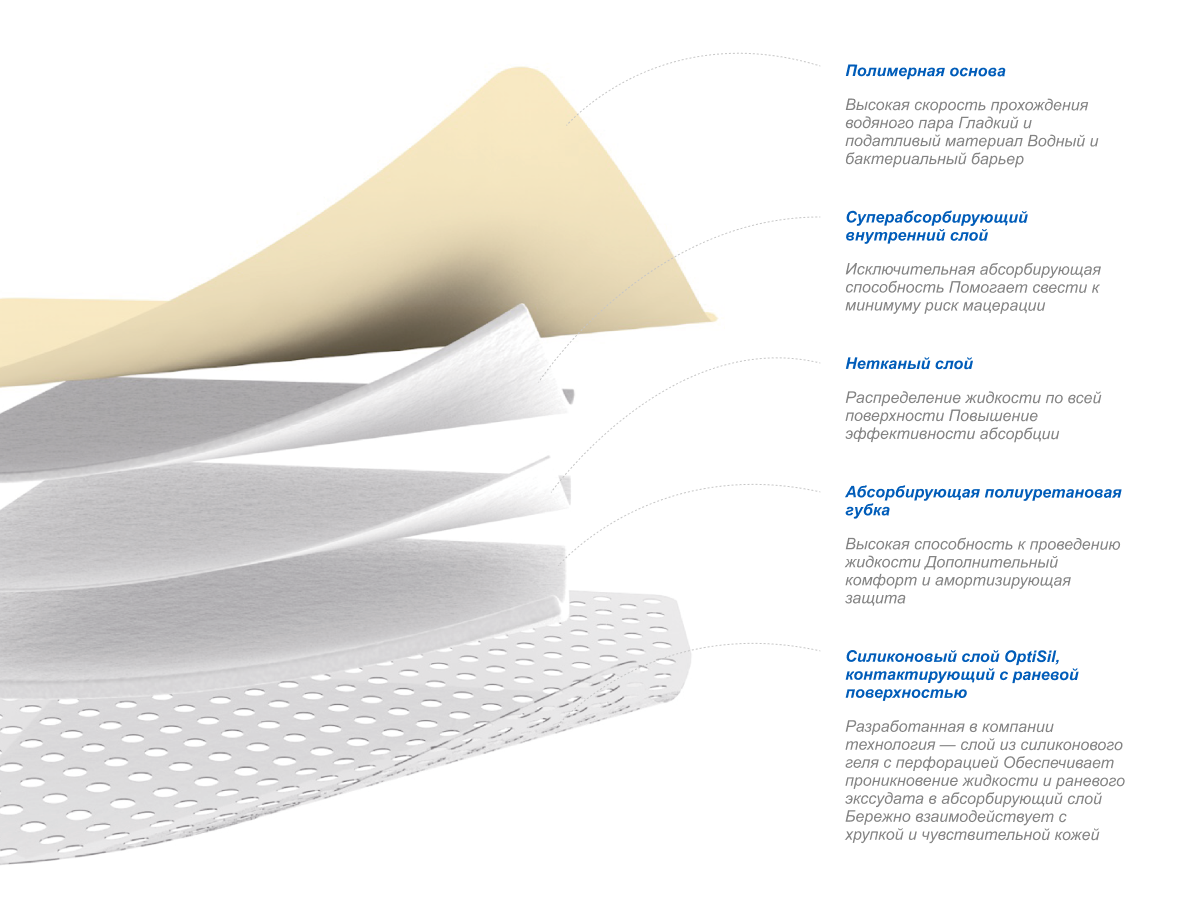 Полимерная основа
Высокая скорость прохождения
водяного пара Гладкий и
податливый материал Водный и
бактериальный барьер
Суперабсорбирующий
внутренний слой
Исключительная абсорбирующая
способность Помогает свести к
минимуму риск мацерации
Нетканый слой
Распределение жидкости по всей
поверхности Повышение
эффективности абсорбции
Абсорбирующая полиуретановая
губка
Высокая способность к проведению
жидкости Дополнительный
комфорт и амортизирующая
защита
Силиконовый слой OptiSil,
контактирующий с раневой
поверхностью
Разработанная в компании
технология — слой из силиконового
геля с перфорацией Обеспечивает
проникновение жидкости и раневого
экссудата в абсорбирующий слой
Бережно взаимодействует с
хрупкой и чувствительной кожей